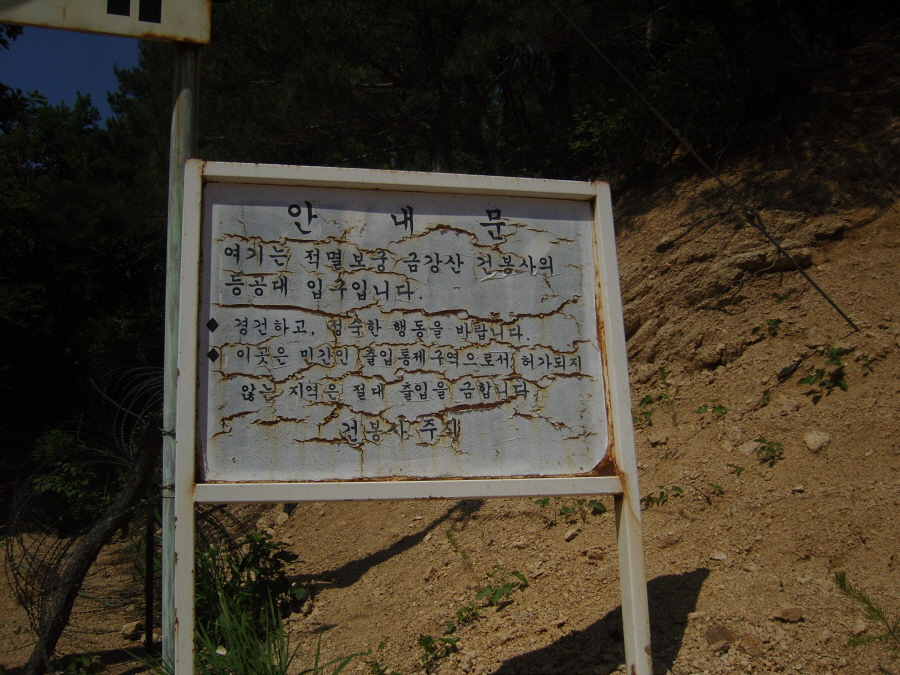 안 내 문
여기는 적멸보궁 금강산 건봉사의
등공대 입구입니다.
◆ 경건하고, 정숙한 행동을 바랍니다.
◆ 이곳은 민간인 출입통제구역으로서 허가되지
않는 지역은 절대 출입을 금합니다.
건봉사 주지